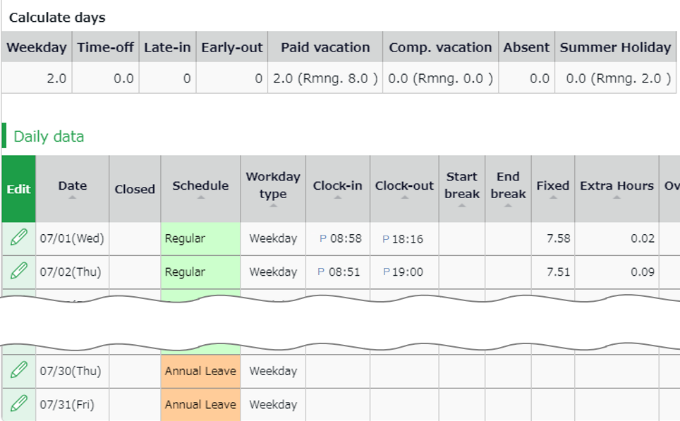 Calculate days
Weekday Time-off Late-in Early-out Paid vacation Comp. vacation Absent Summer Holiday
2.0 0.0 0 0 2.0 (Rmng. 8.0 ) 0.0 (Rmng. 0.0 ) 0.0 0.0 (Rmng. 2.0 )
Daily data
Edit Date Closed Schedule Workday type Clock-in Clock-out Start break End break Fixed Extra Hours Ov
07/01(Wed) Regular Weekday P 08:58 P 18:16 7.58 0.02
07/02(Thu) Regular Weekday P 08:51 P 19:00 7.51 0.09
07/30(Thu) Annual Leave Weekday
07/31(Fri) Annual Leave Weekday